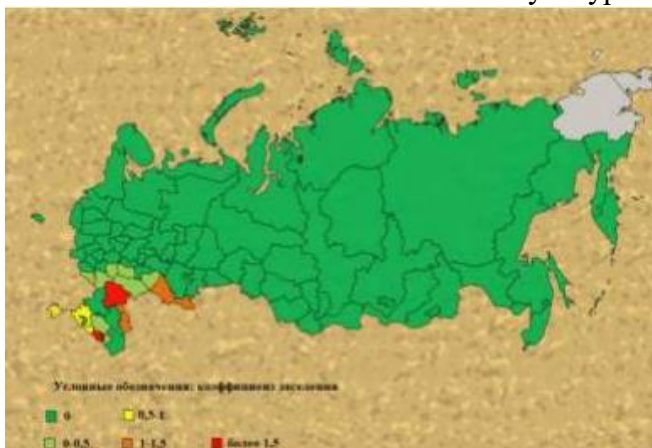 Условные обозначения: коэффициент заселения
0 0,5-1
0-0,5 1-1,5 более 1,5